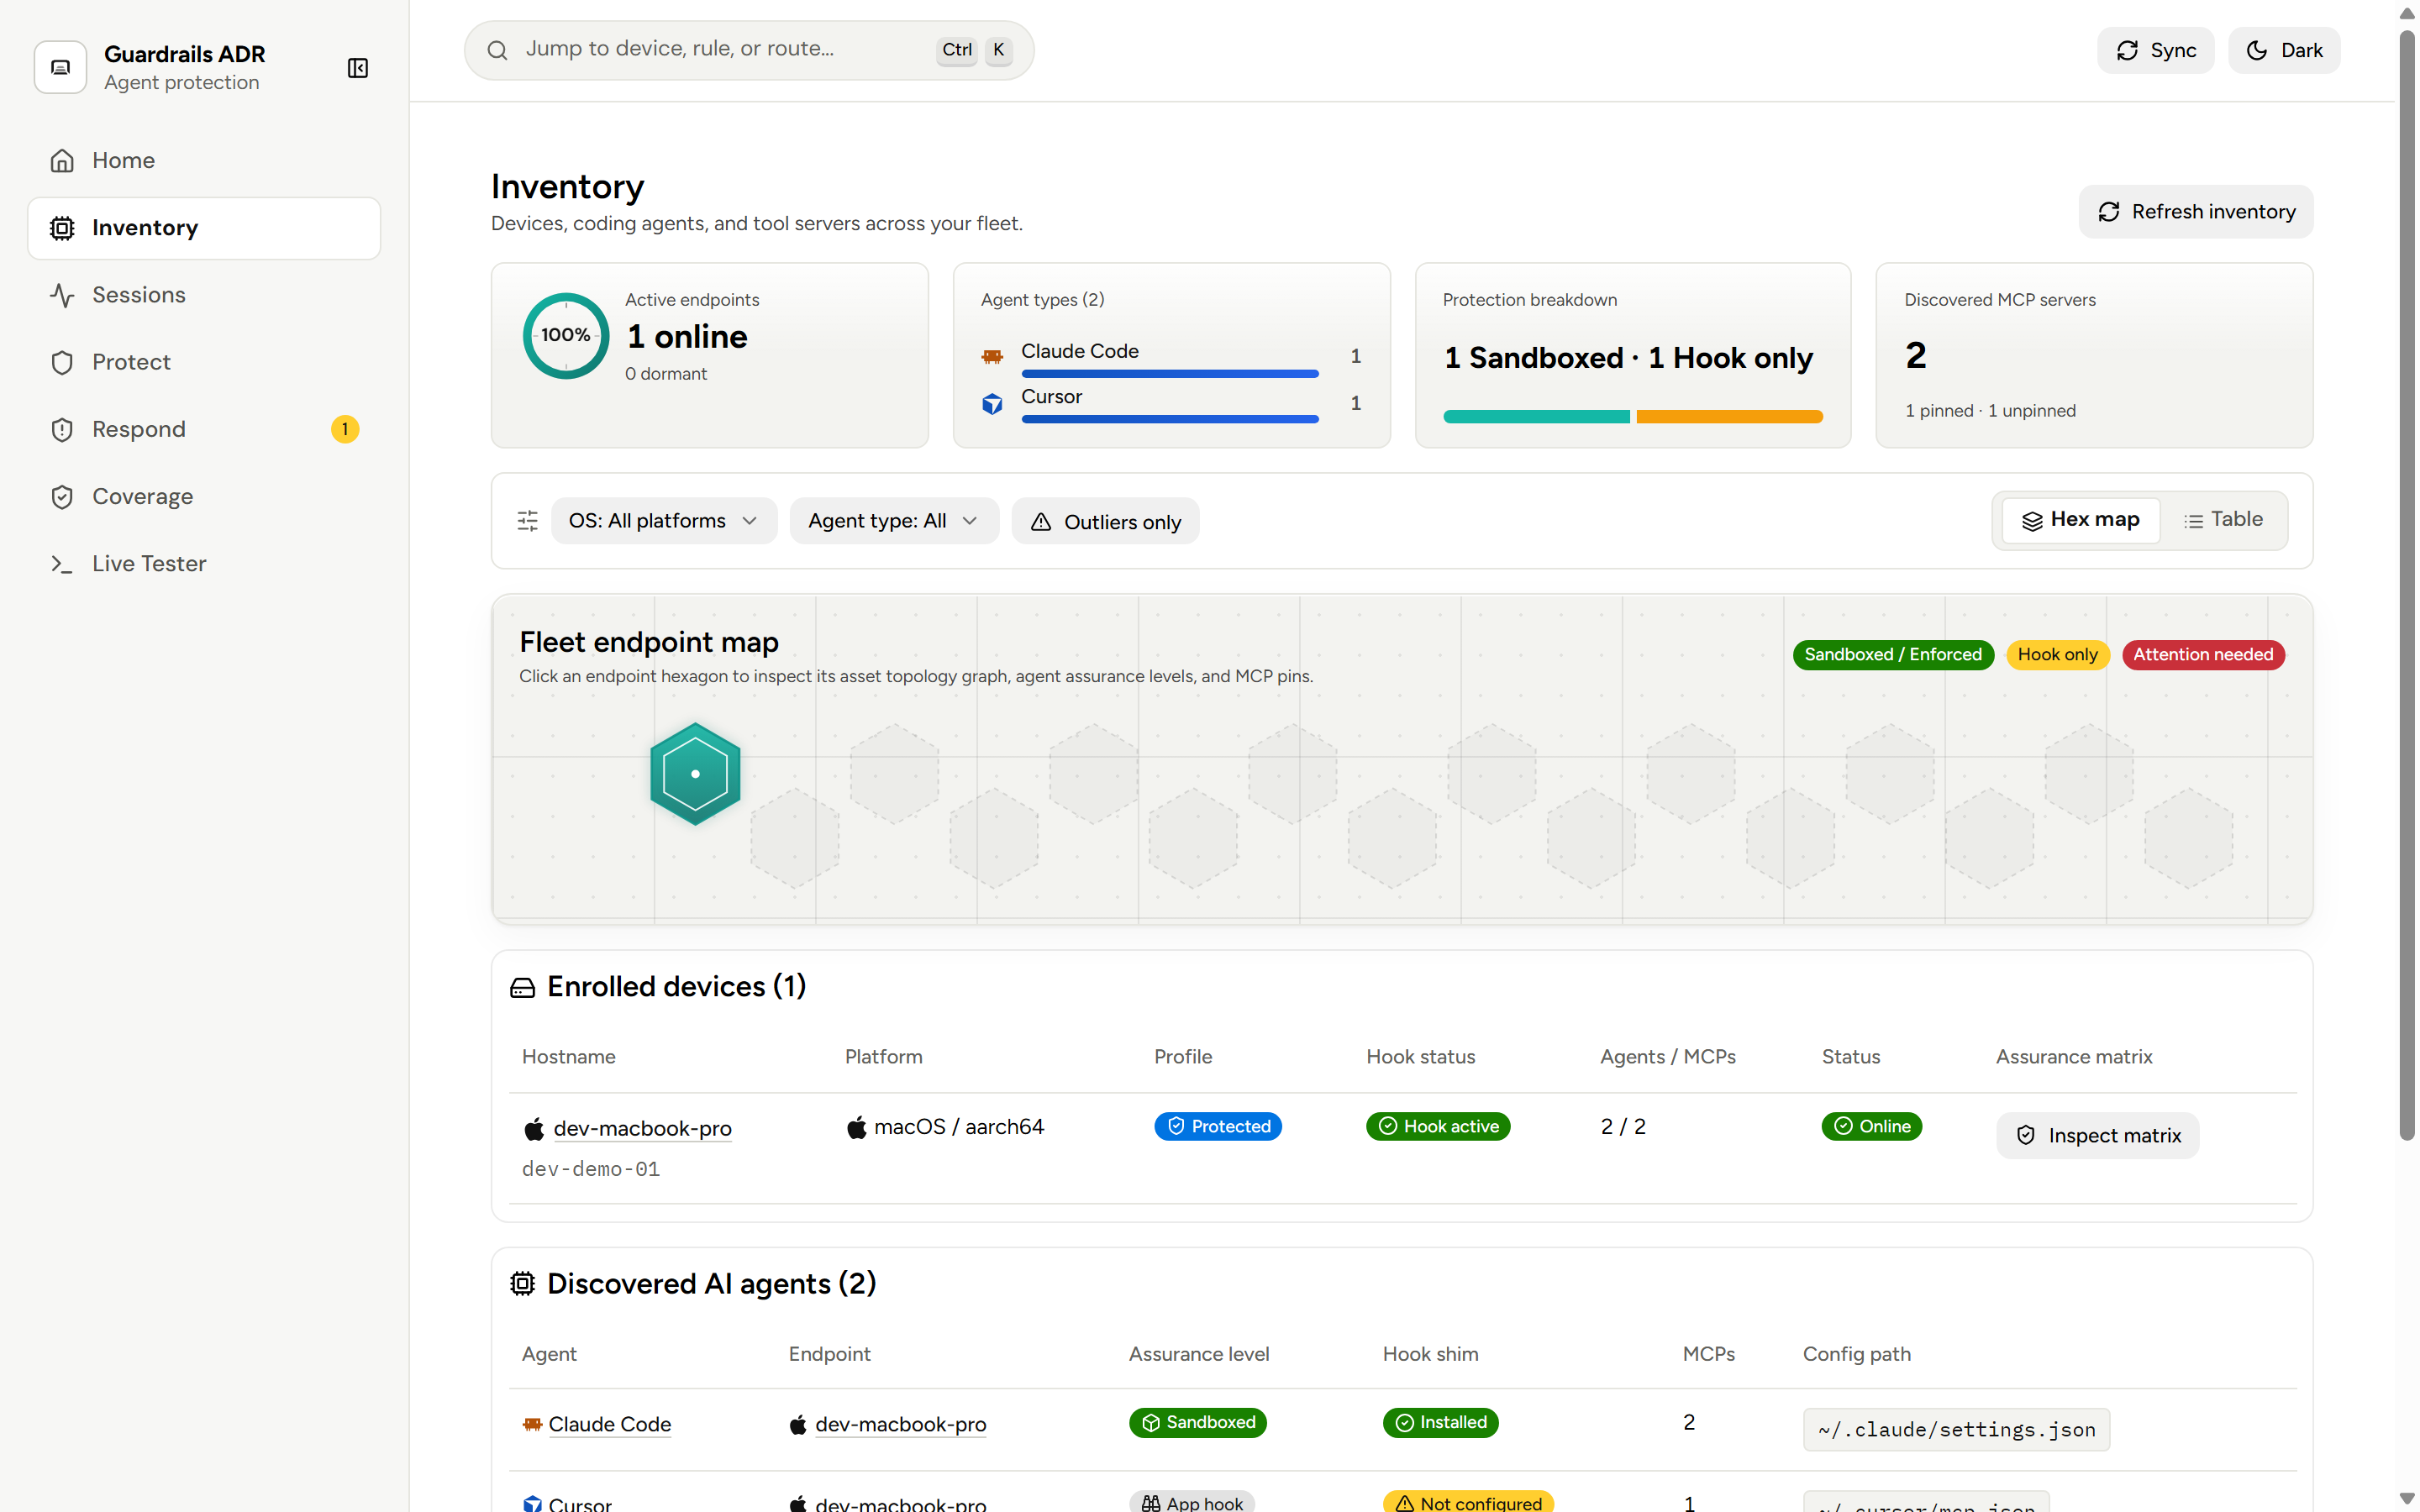 Guardrails ADR
Agent protection
Home
Inventory
Sessions
Protect
Respond 1
Coverage
Live Tester
Jump to device, rule, or route... Ctrl K
Sync Dark
Inventory
Devices, coding agents, and tool servers across your fleet.
Refresh inventory
100%
Active endpoints
1 online
0 dormant
Agent types (2)
Claude Code 1
Cursor 1
Protection breakdown
1 Sandboxed · 1 Hook only
Discovered MCP servers
2
1 pinned · 1 unpinned
OS: All platforms Agent type: All Outliers only Hex map Table
Fleet endpoint map
Click an endpoint hexagon to inspect its asset topology graph, agent assurance levels, and MCP pins.
Sandboxed / Enforced Hook only Attention needed
Enrolled devices (1)
Hostname Platform Profile Hook status Agents / MCPs Status Assurance matrix
dev-macbook-pro macOS / aarch64 Protected Hook active 2 / 2 Online Inspect matrix
dev-demo-01
Discovered AI agents (2)
Agent Endpoint Assurance level Hook shim MCPs Config path
Claude Code dev-macbook-pro Sandboxed Installed 2 ~/.claude/settings.json
Cursor dev-macbook-pro App hook Not configured 1 ~/.cursor/mcp.json